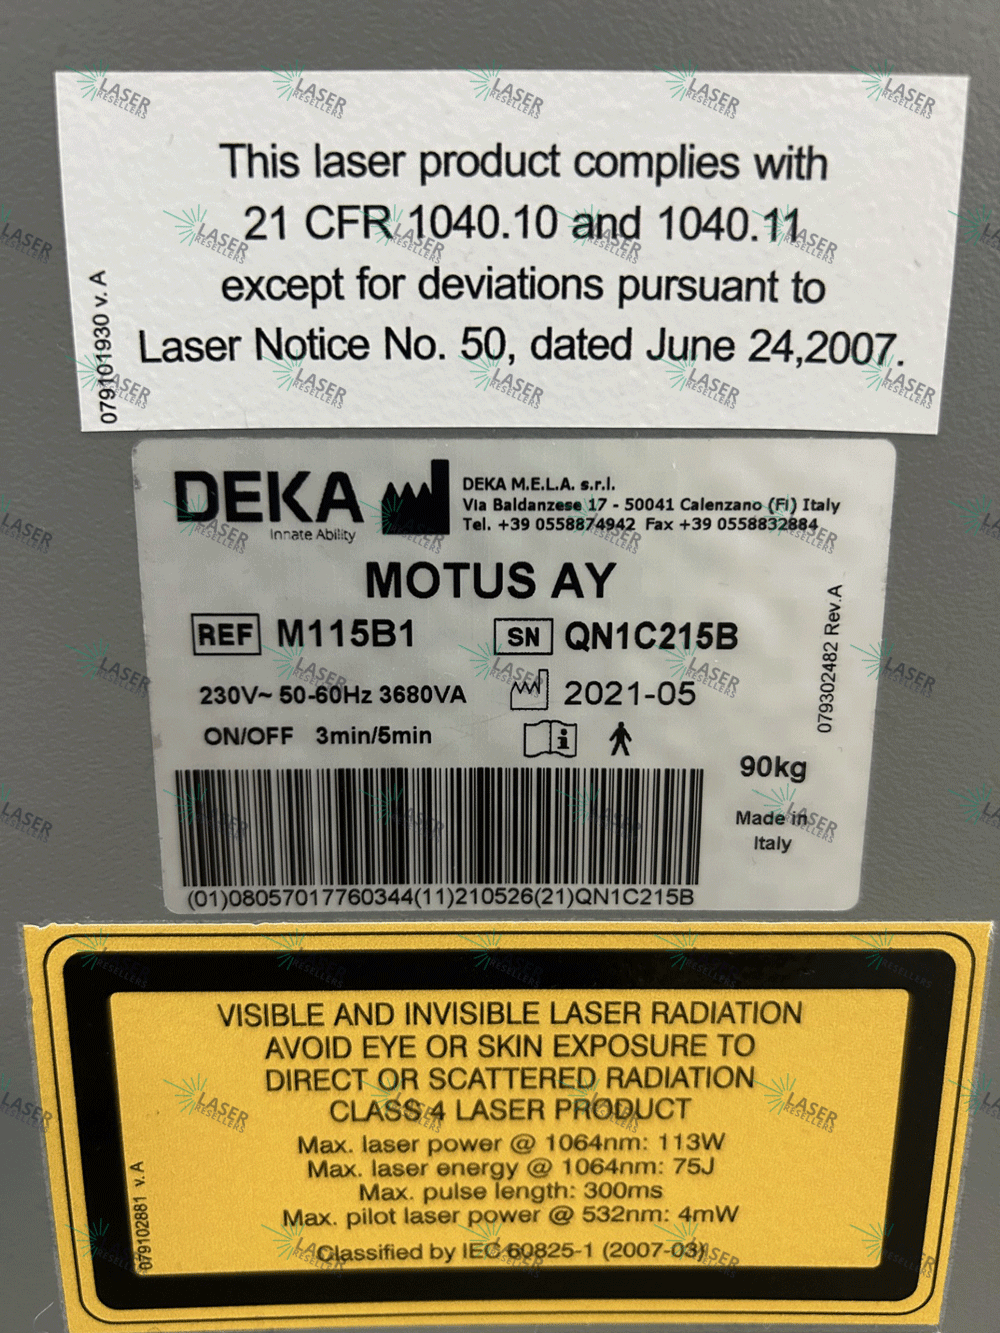 This laser product complies with
21 CFR 1040.10 and 1040.11
except for deviations pursuant to
Laser Notice No. 50, dated June 24,2007.
079101930 v. A
DEKA
Innate Ability
DEKA M.E.L.A. s.r.l.
Via Baldanzese 17 - 50041 Calenzano (FI) Italy
Tel. +39 0558874942 Fax +39 0558832884
MOTUS AY
REF M115B1
SN QN1C215B
230V~ 50-60Hz 3680VA
2021-05
ON/OFF 3min/5min
079302482 Rev.A
90kg
Made in
Italy
(01)08057017760344(11)210526(21)QN1C215B
VISIBLE AND INVISIBLE LASER RADIATION
AVOID EYE OR SKIN EXPOSURE TO
DIRECT OR SCATTERED RADIATION
CLASS 4 LASER PRODUCT
Max. laser power @ 1064nm: 113W
Max. laser energy @ 1064nm: 75J
Max. pulse length: 300ms
Max. pilot laser power @ 532nm: 4mW
Classified by IEC 60825-1 (2007-03)
079102881 v. A
LASER
RESELLERS